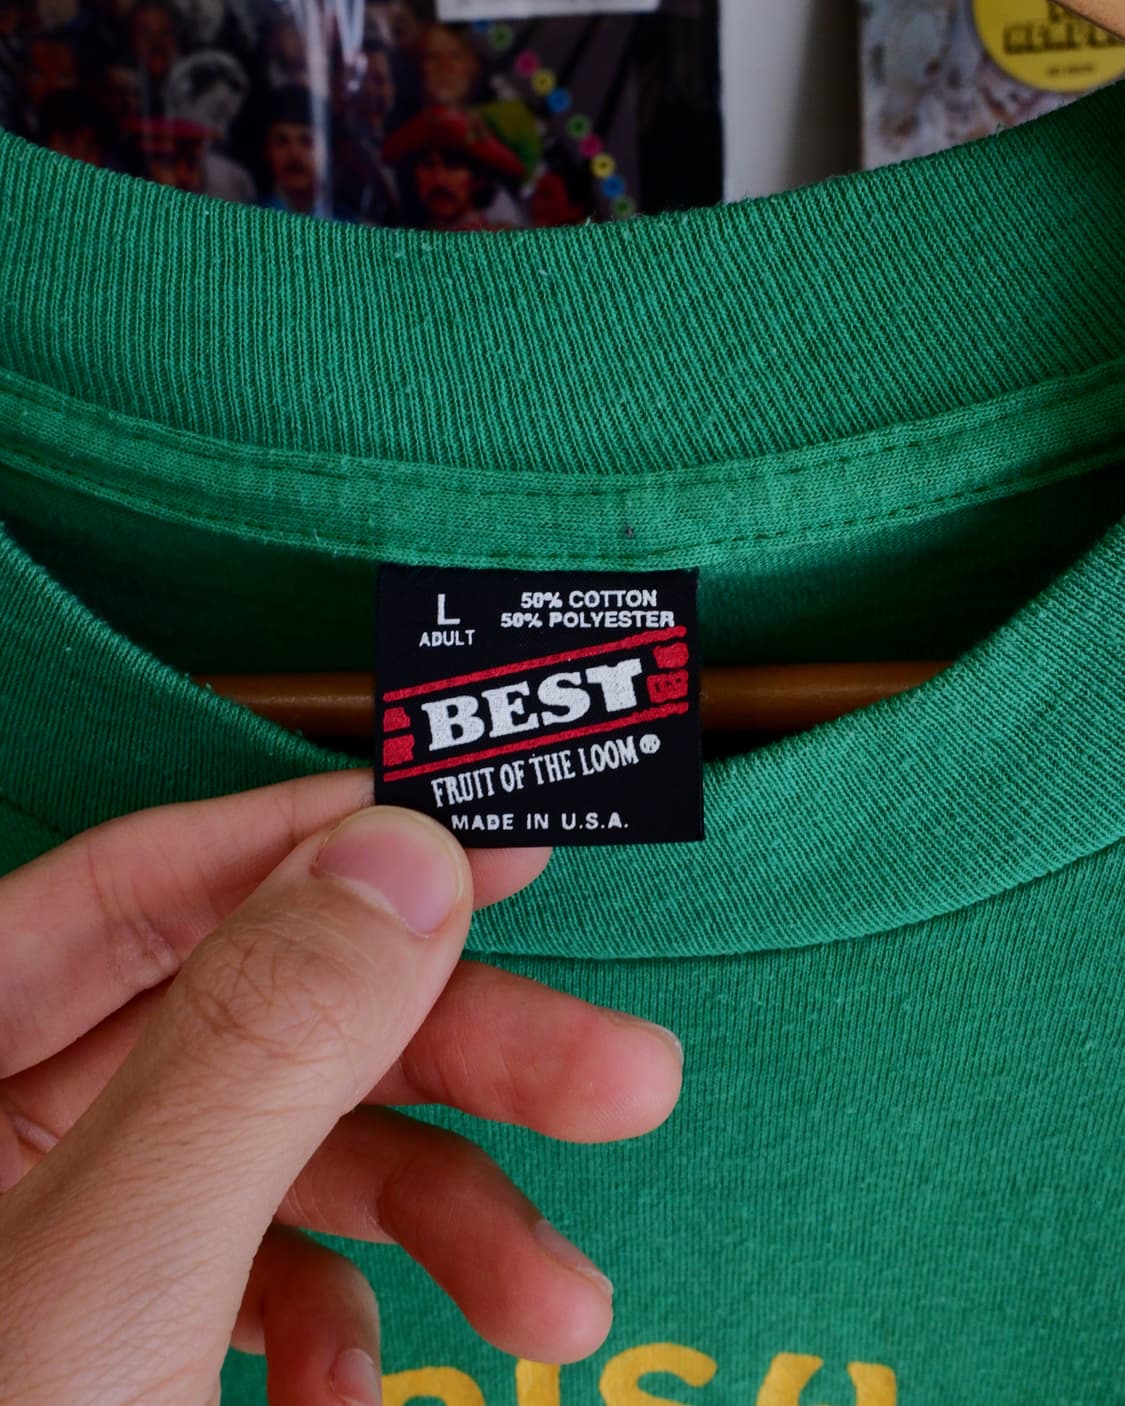 L
ADULT
50% COTTON
50% POLYESTER
BEST
FRUIT OF THE LOOM®
MADE IN U.S.A.